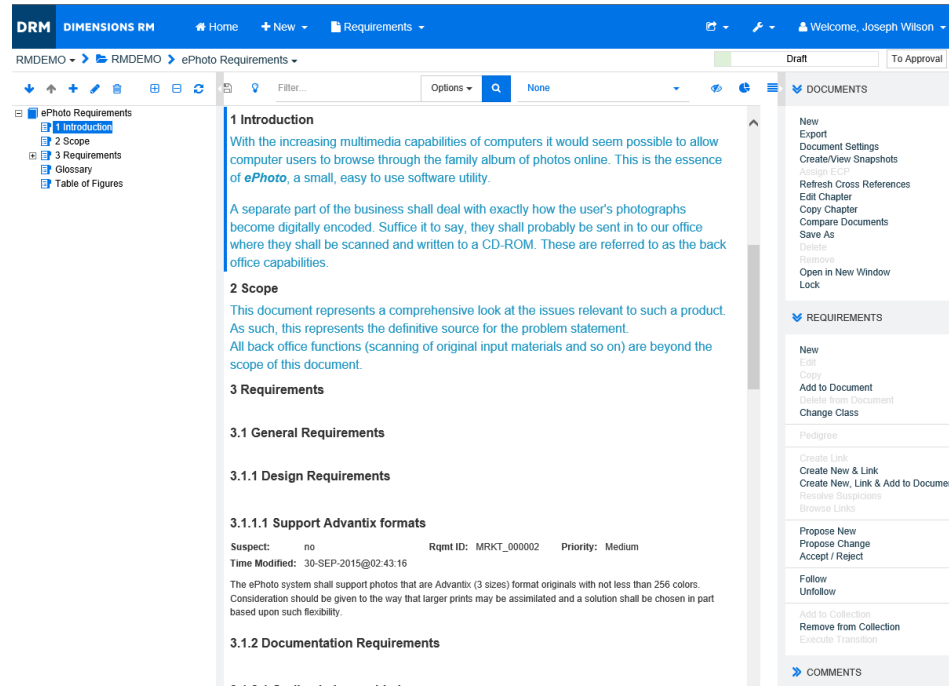 DRM DIMENSIONS RM Home New Requirements Welcome, Joseph Wilson
RMDEMO RMDEMO ePhoto Requirements Draft To Approval
Filter... Options None
ePhoto Requirements
1 Introduction
2 Scope
3 Requirements
Glossary
Table of Figures
1 Introduction
With the increasing multimedia capabilities of computers it would seem possible to allow
computer users to browse through the family album of photos online. This is the essence
of ePhoto, a small, easy to use software utility.
A separate part of the business shall deal with exactly how the user's photographs
become digitally encoded. Suffice it to say, they shall probably be sent in to our office
where they shall be scanned and written to a CD-ROM. These are referred to as the back
office capabilities.
2 Scope
This document represents a comprehensive look at the issues relevant to such a product.
As such, this represents the definitive source for the problem statement.
All back office functions (scanning of original input materials and so on) are beyond the
scope of this document.
3 Requirements
3.1 General Requirements
3.1.1 Design Requirements
3.1.1.1 Support Advantix formats
Suspect: no Rqmt ID: MRKT_000002 Priority: Medium
Time Modified: 30-SEP-2015@02:43:16
The ePhoto system shall support photos that are Advantix (3 sizes) format originals with not less than 256 colors.
Consideration should be given to the way that larger prints may be assimilated and a solution shall be chosen in part
based upon such flexibility.
3.1.2 Documentation Requirements
DOCUMENTS
New
Export
Document Settings
Create/View Snapshots
Assign ECP
Refresh Cross References
Edit Chapter
Copy Chapter
Compare Documents
Save As
Delete
Remove
Open in New Window
Lock
REQUIREMENTS
New
Edit
Copy
Add to Document
Delete from Document
Change Class
Pedigree
Create Link
Create New & Link
Create New, Link & Add to Docume
Resolve Suspicions
Browse Links
Propose New
Propose Change
Accept / Reject
Follow
Unfollow
Add to Collection
Remove from Collection
Execute Transition
COMMENTS